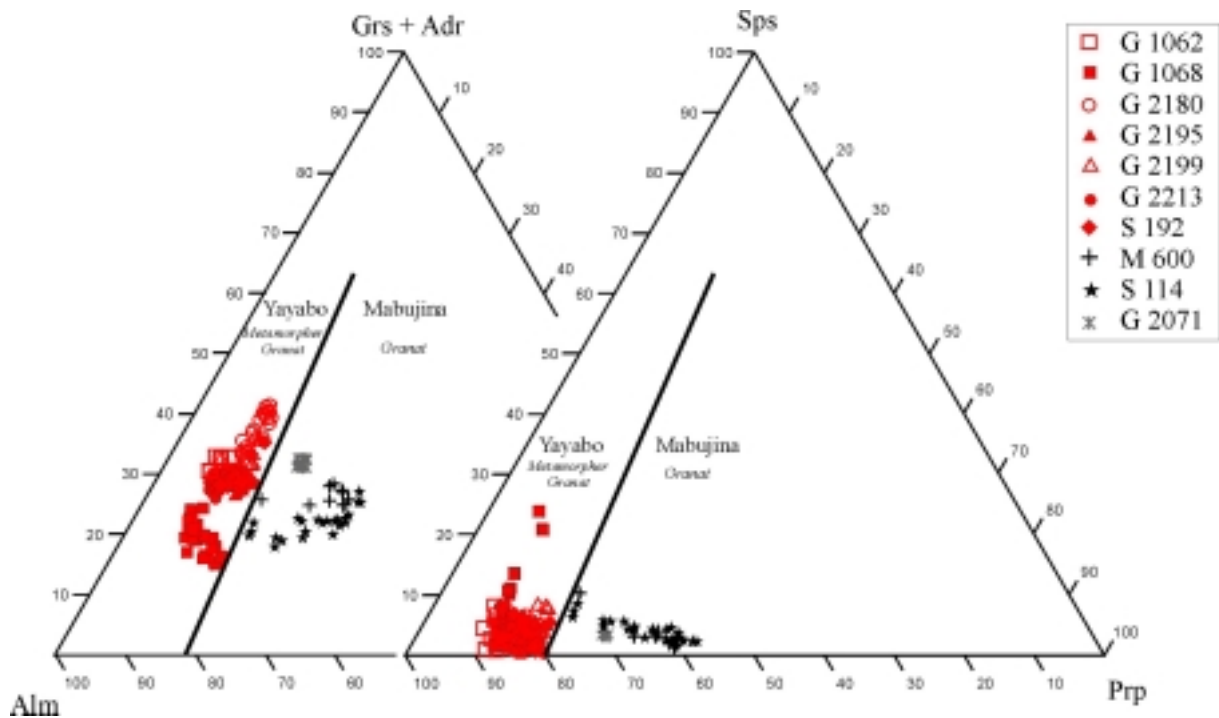 Grs + Adr
Sps
100
90
80
70
60
50
40
30
20
10
10
20
30
40
100
90
80
70
60
Alm
Yayabo
Metamorpher
Granat
Mabujina
Granat
100
90
80
70
60
50
40
30
20
10
10
20
30
40
50
60
70
80
90
100
100
90
80
70
60
50
40
30
20
10
Prp
Yayabo
Metamorpher
Granat
Mabujina
Granat
G 1062
G 1068
G 2180
G 2195
G 2199
G 2213
S 192
M 600
S 114
G 2071